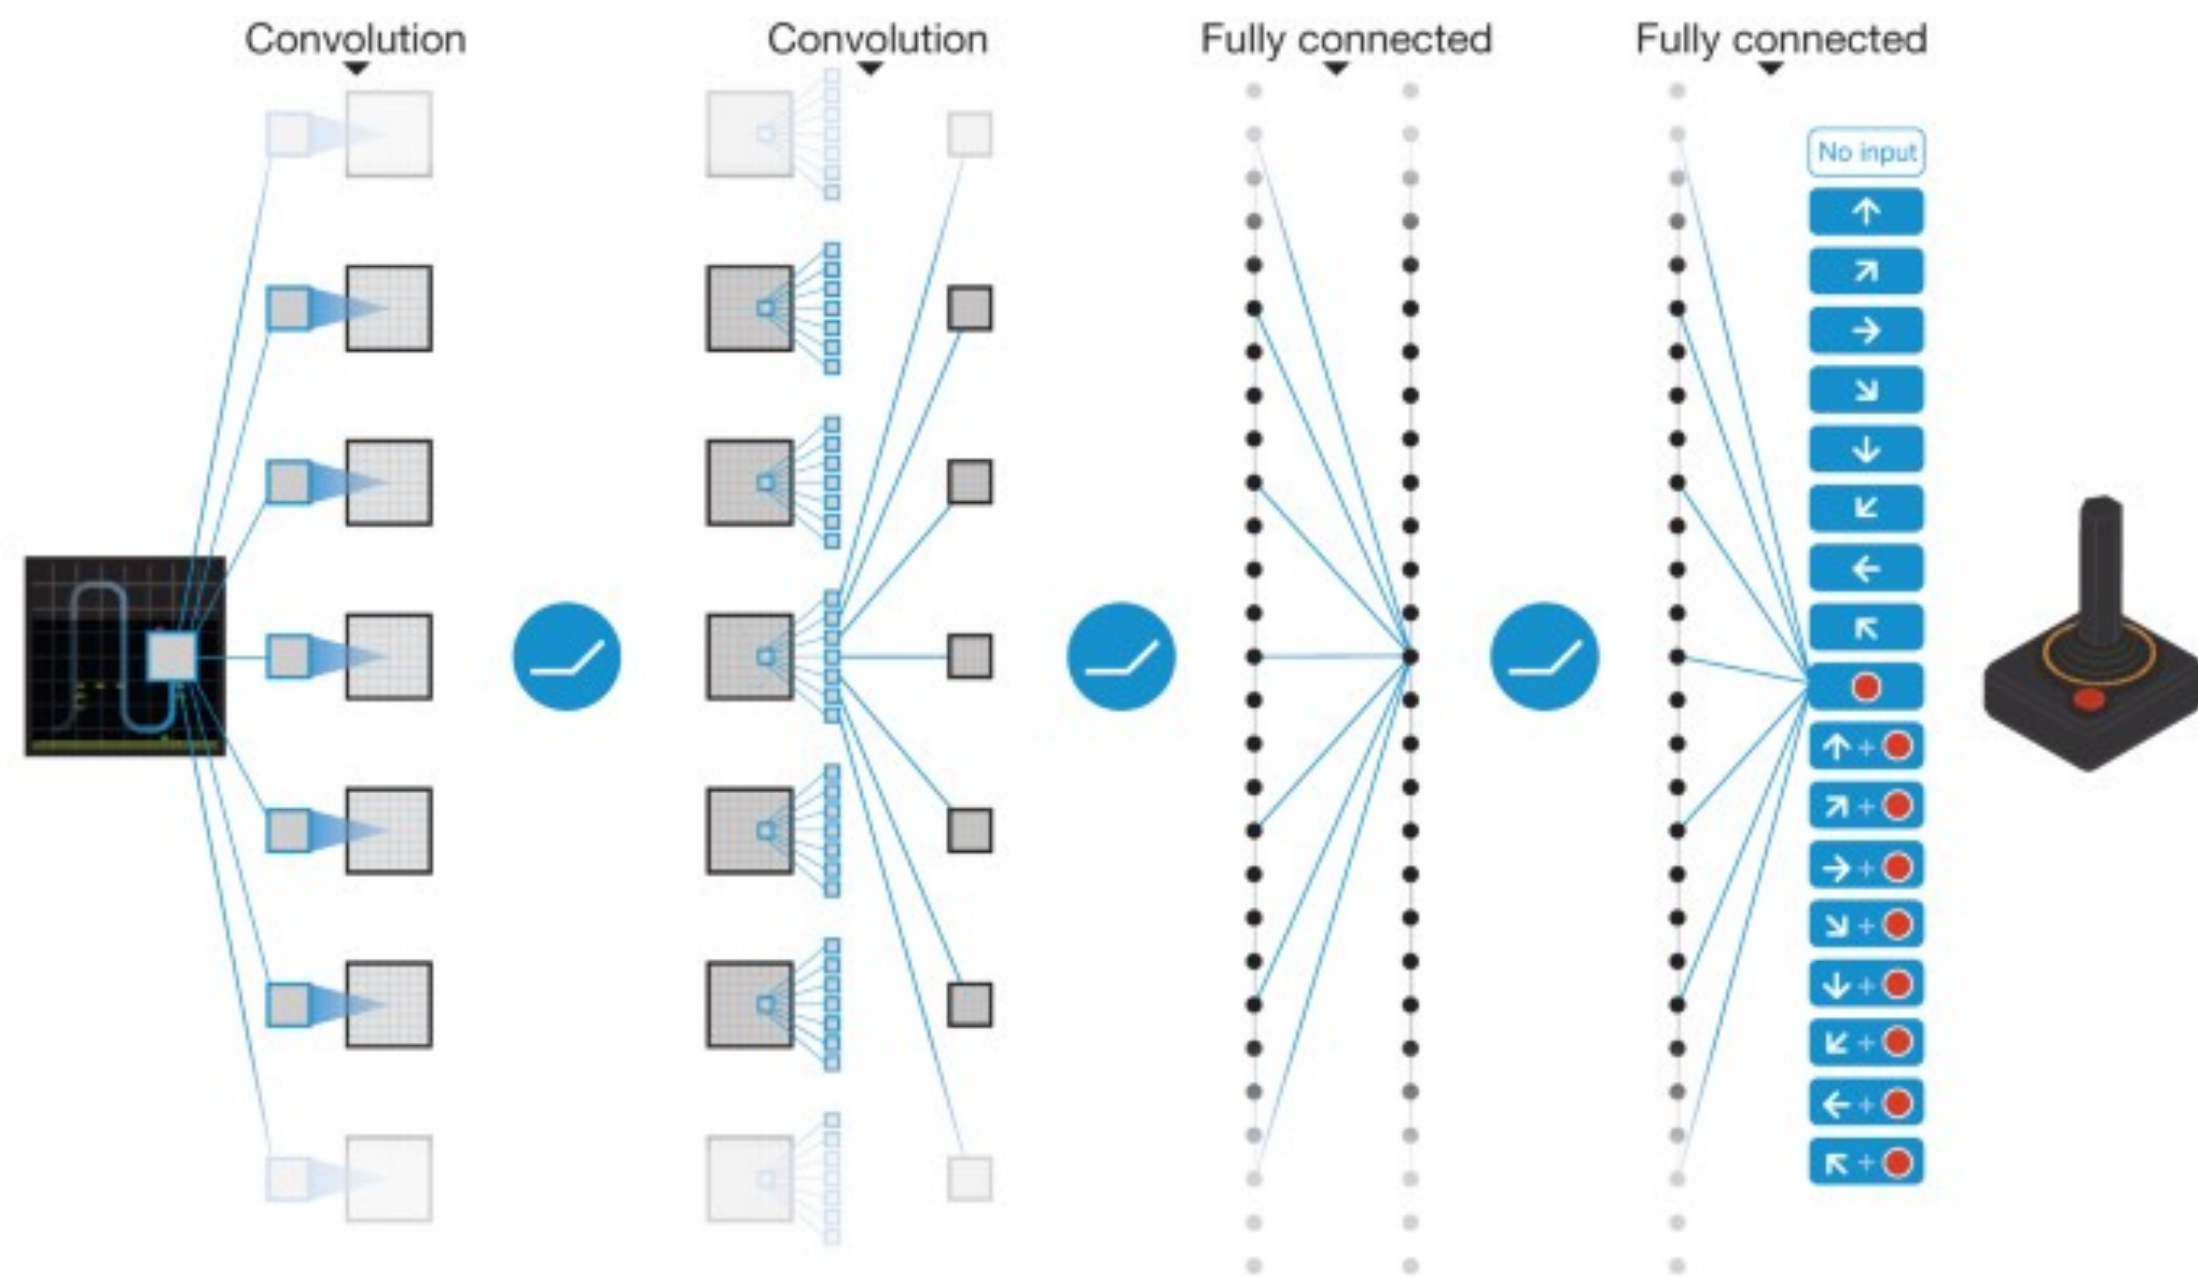 Convolution
Convolution
Fully connected
Fully connected
No input
+
+
+
+
+
+
+
+